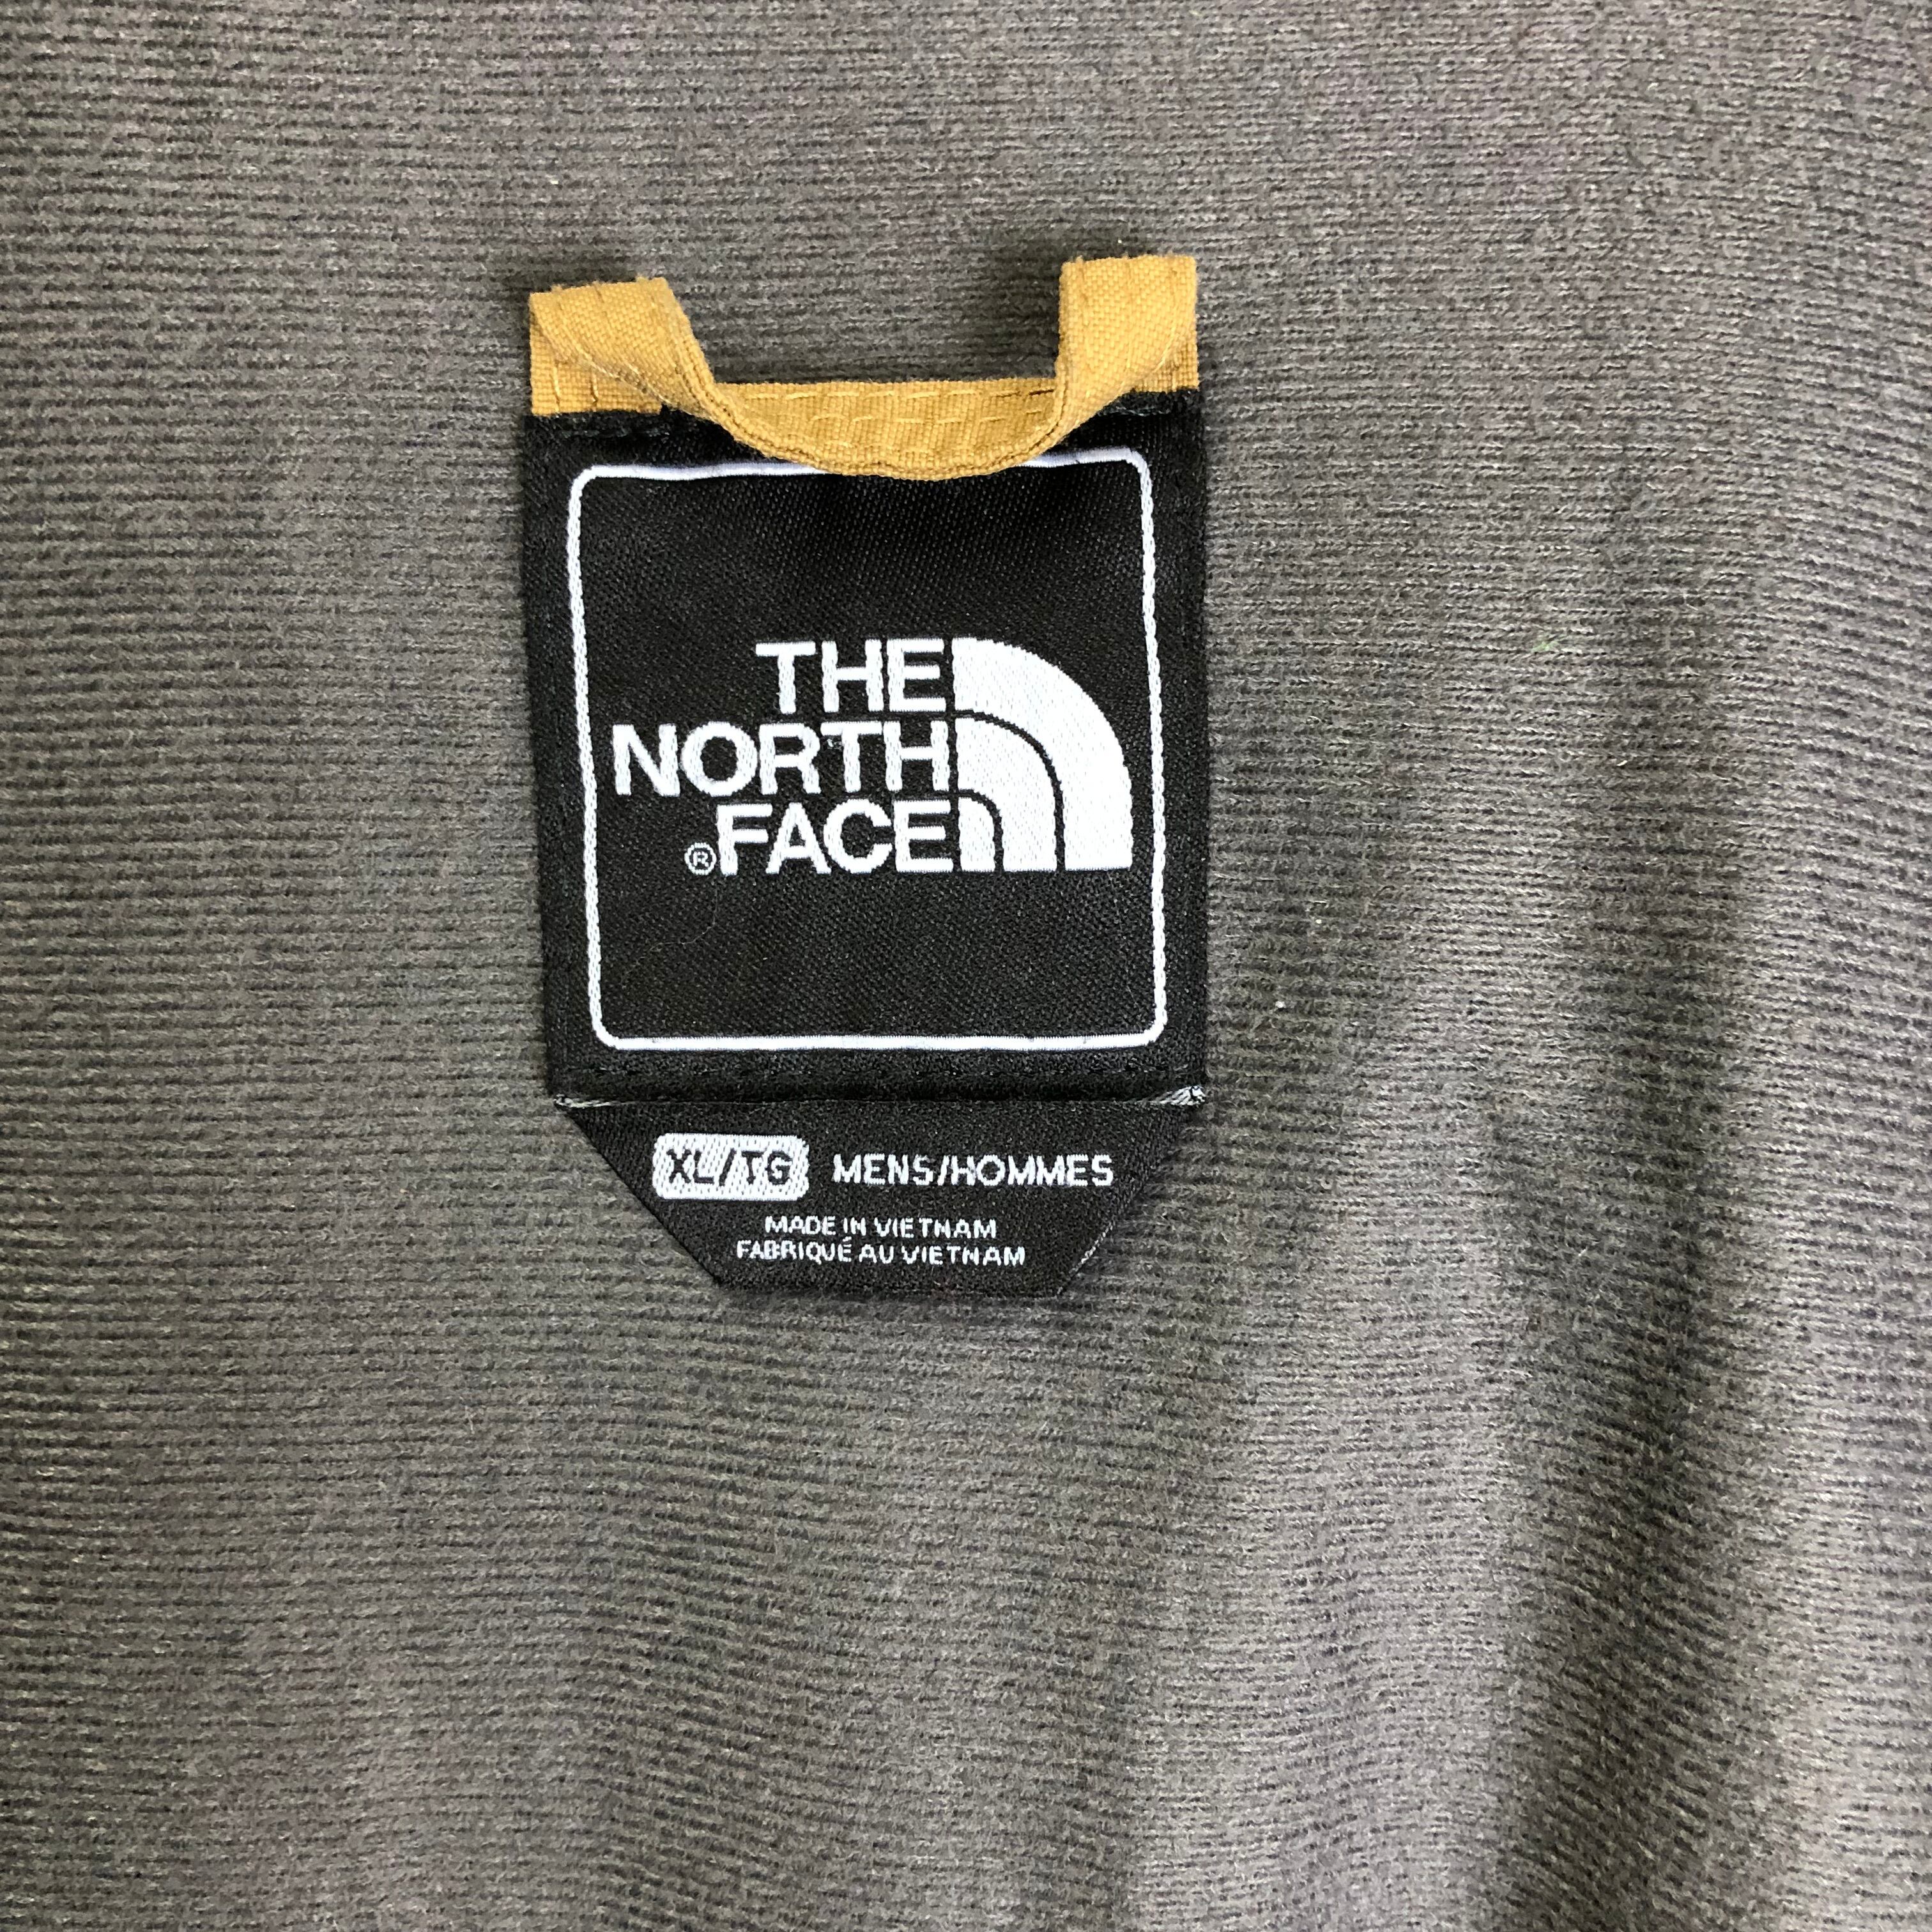 THE
NORTH
®FACE
XL/TG MENS/HOMMES
MADE IN VIETNAM
FABRIQUÉ AU VIETNAM